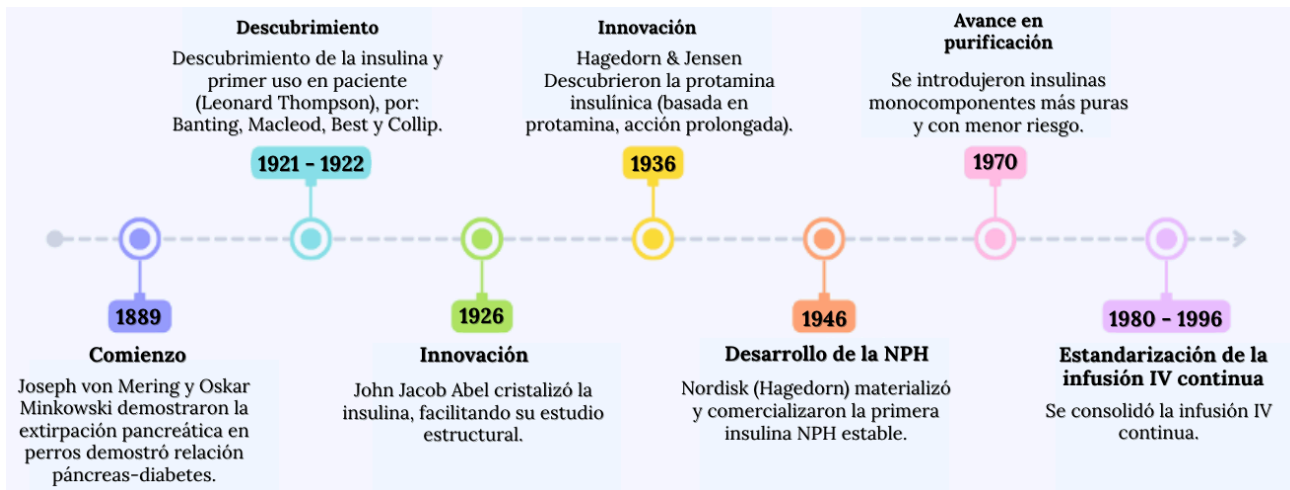 Descubrimiento
Descubrimiento de la insulina y
primer uso en paciente
(Leonard Thompson), por:
Banting, Macleod, Best y Collip.
1921 - 1922
Innovación
Hagedorn & Jensen
Descubrieron la protamina
insulínica (basada en
protamina, acción prolongada).
1936
Avance en
purificación
Se introdujeron insulinas
monocomponentes más puras
y con menor riesgo.
1970
1889
Comienzo
Joseph von Mering y Oskar
Minkowski demostraron la
extirpación pancreática en
perros demostró relación
páncreas-diabetes.
1926
Innovación
John Jacob Abel cristalizó la
insulina, facilitando su estudio
estructural.
1946
Desarrollo de la NPH
Nordisk (Hagedorn) materializó
y comercializaron la primera
insulina NPH estable.
1980 - 1996
Estandarización de la
infusión IV continua
Se consolidó la infusión IV
continua.